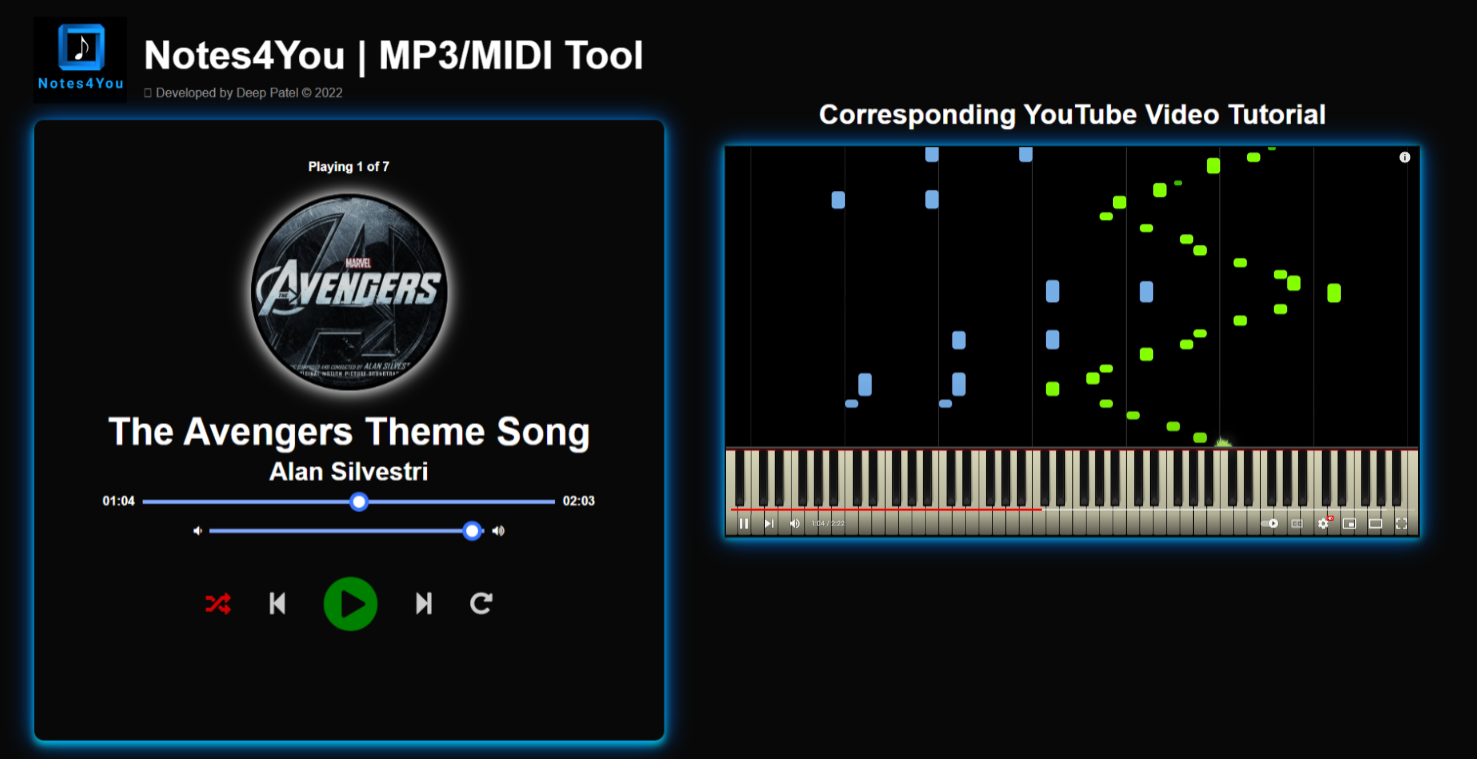 Notes4You
Notes4You | MP3/MIDI Tool
Developed by Deep Patel © 2022
Corresponding YouTube Video Tutorial
Playing 1 of 7
MARVEL
THE AVENGERS
COMPOSED AND CONDUCTED BY ALAN SILVESTRI
ORIGINAL MOTION PICTURE SOUNDTRACK
The Avengers Theme Song
Alan Silvestri
01:04
02:03
1:04 / 2:22